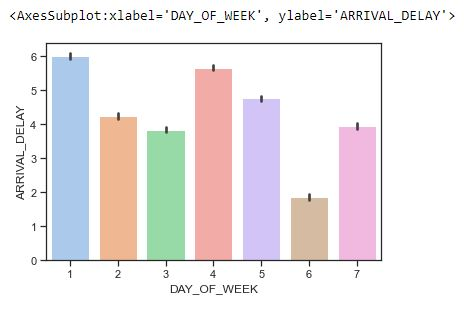 <AxesSubplot:xlabel='DAY_OF_WEEK', ylabel='ARRIVAL_DELAY'>
6
5
4
3
2
1
0
ARRIVAL_DELAY
1 2 3 4 5 6 7
DAY_OF_WEEK